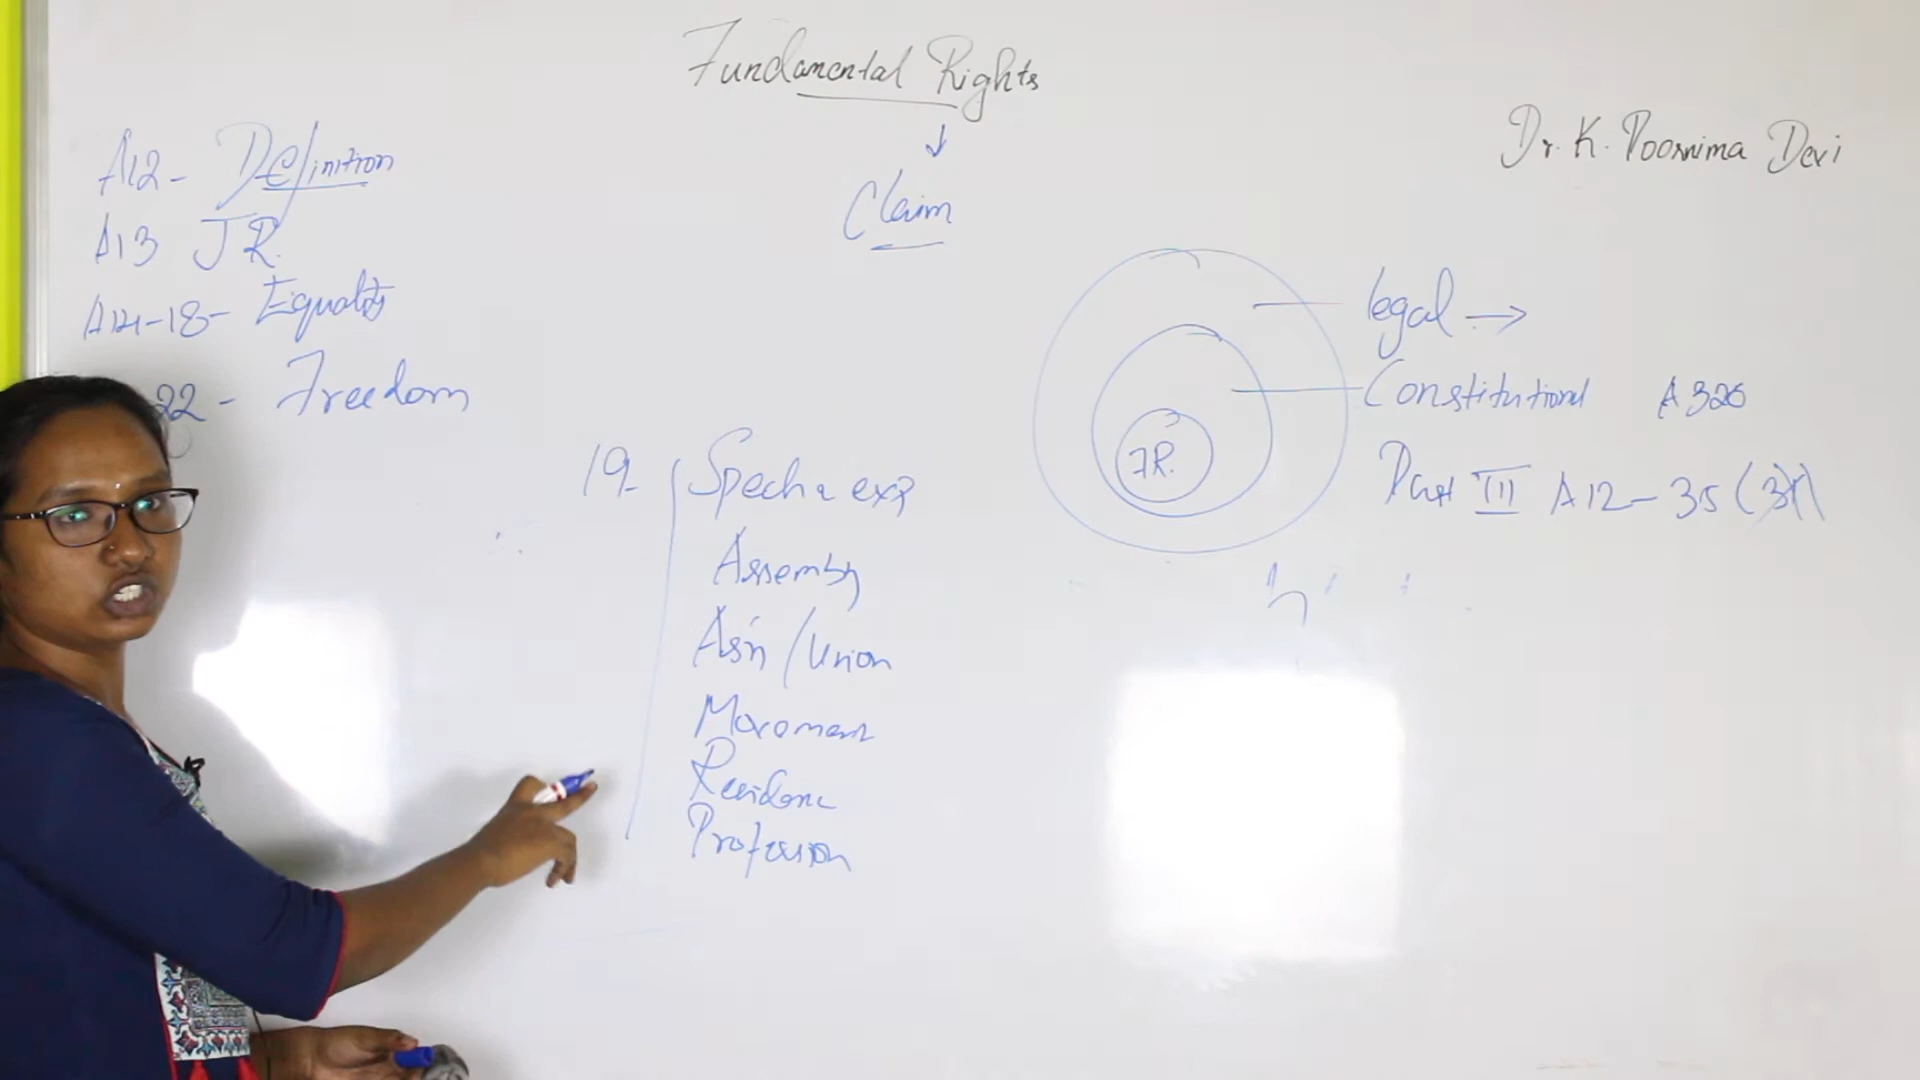 Fundamental Rights
Dr. K. Poornima Devi
↓
Claim
A12- Definition
A13 JR.
A14-18- Equality
22- Freedom
legal →
Constitutional A326
FR.
Part III A12-35 (31)
19- Speech & exp
Assembly
Asn / Union
Movement
Residence
Profession